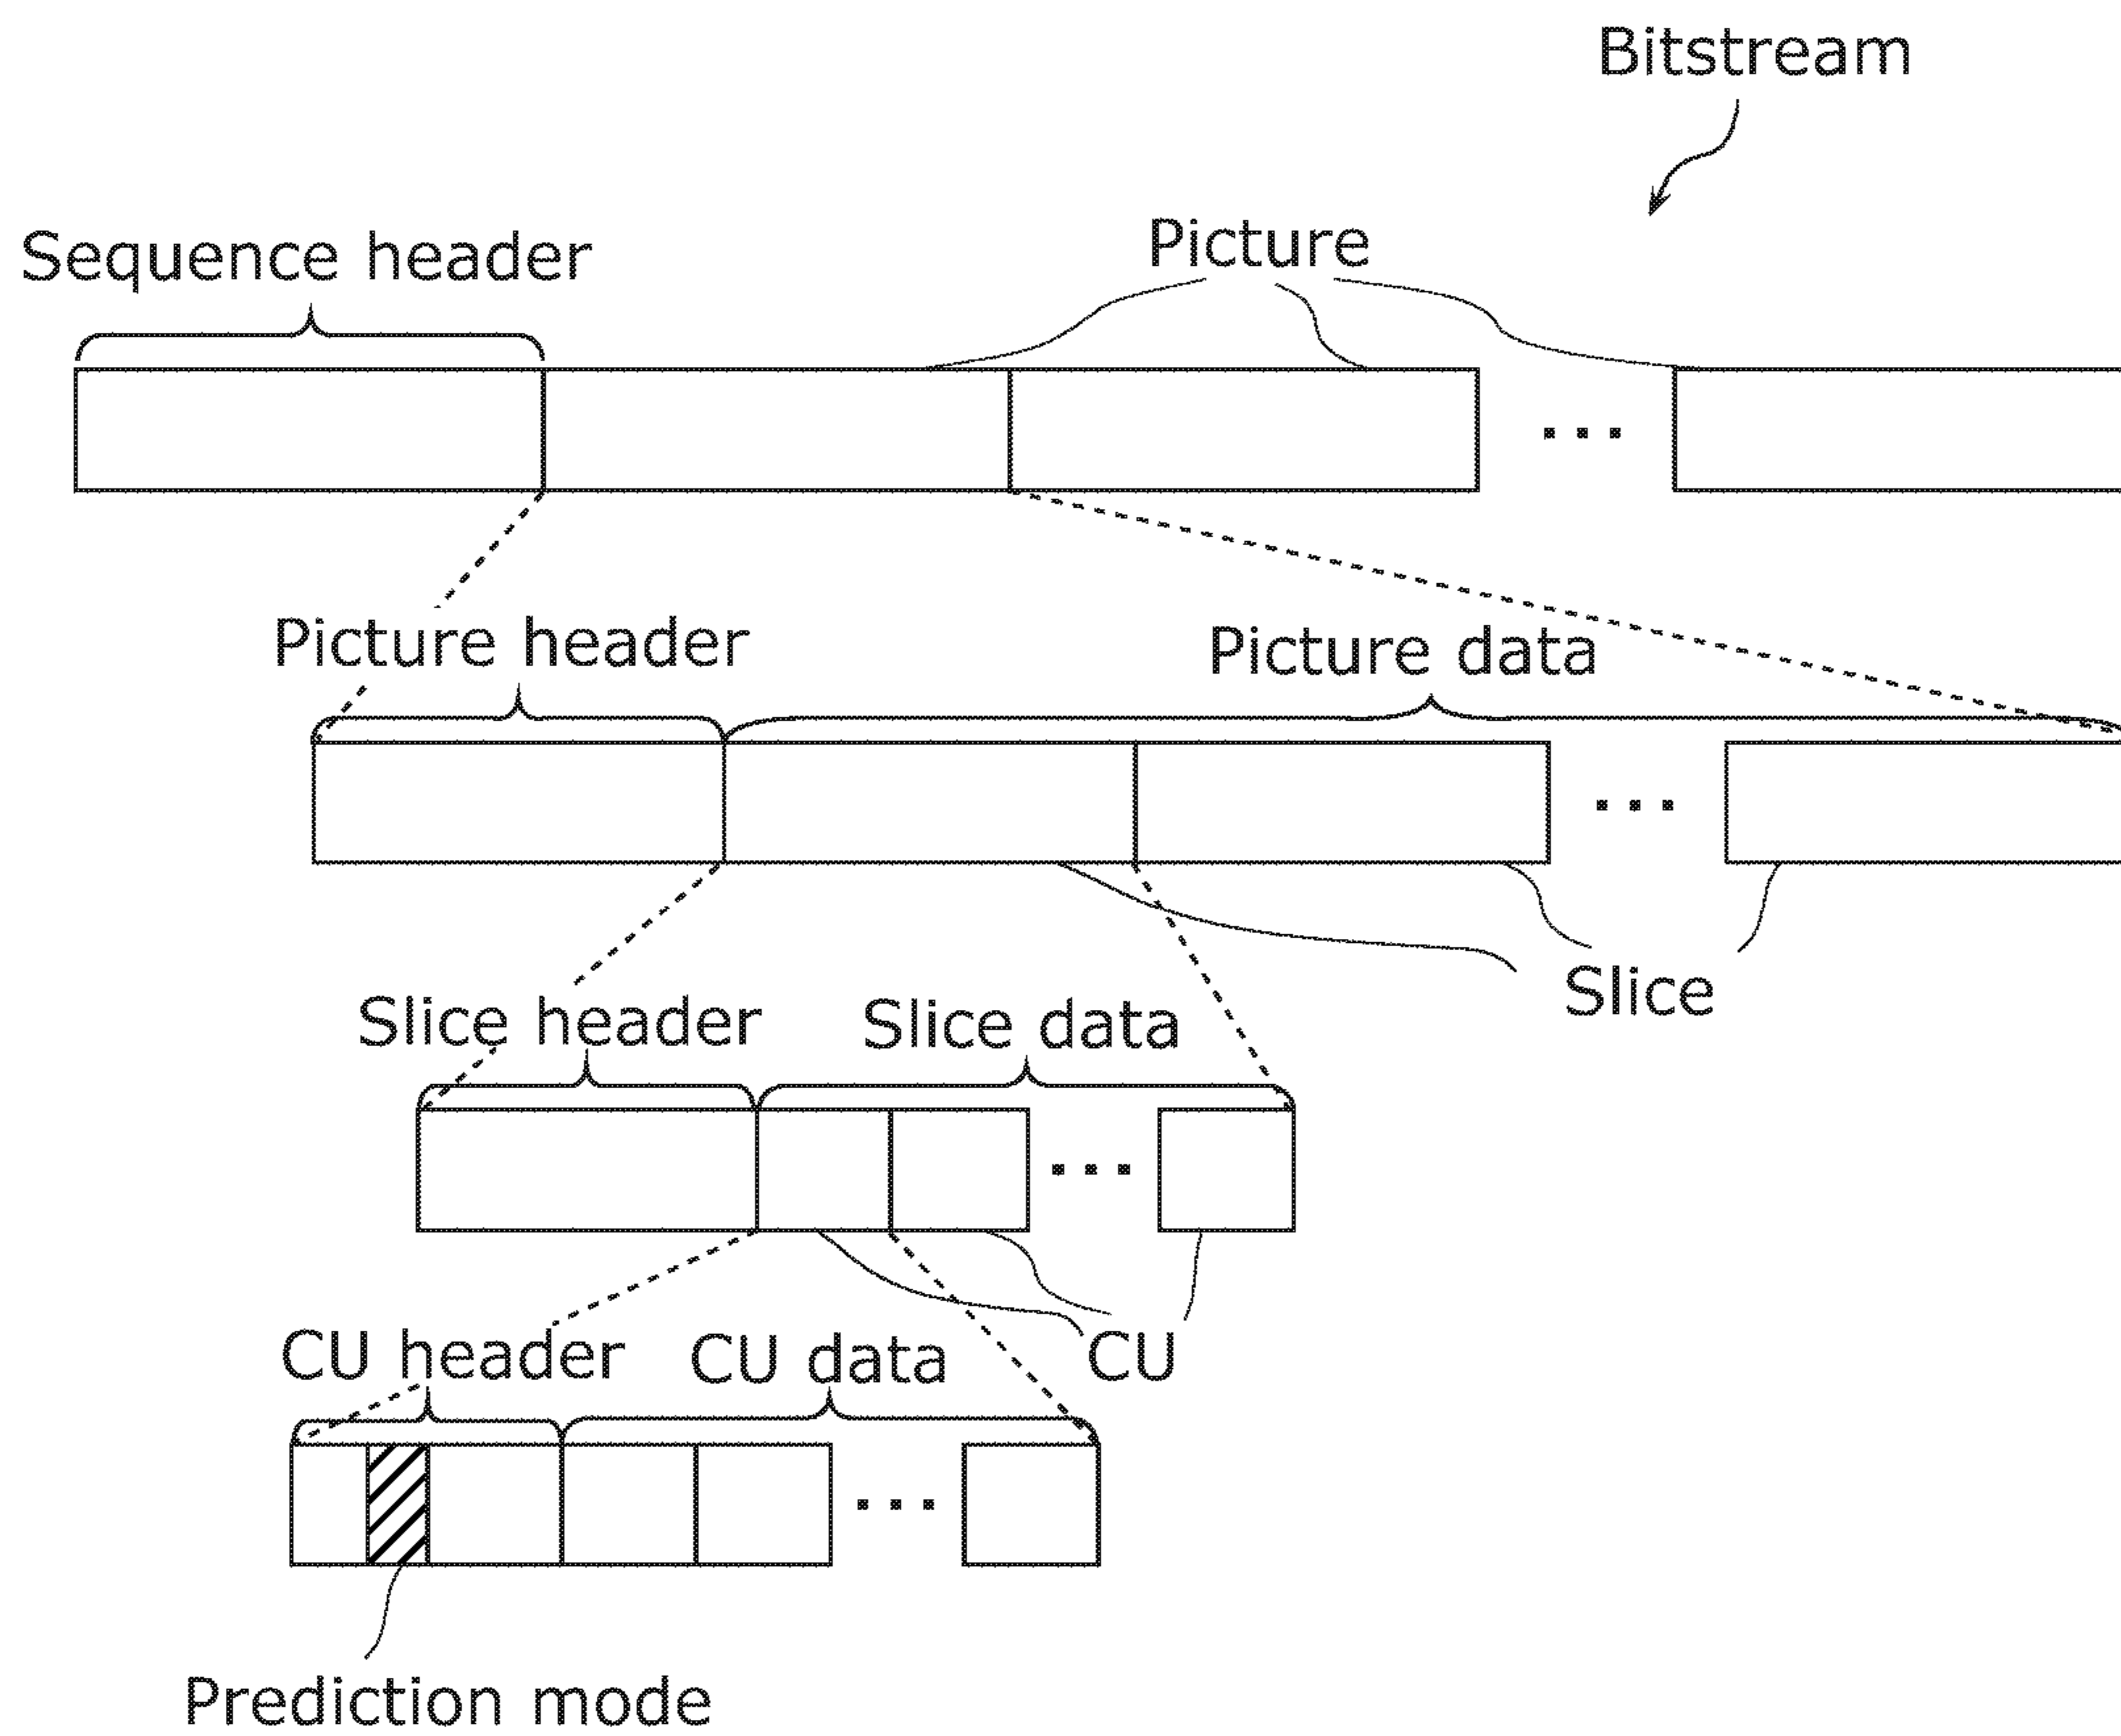 Bitstream
Sequence header
Picture
Picture header
Picture data
Slice
Slice header
Slice data
CU header
CU data
CU
Prediction mode